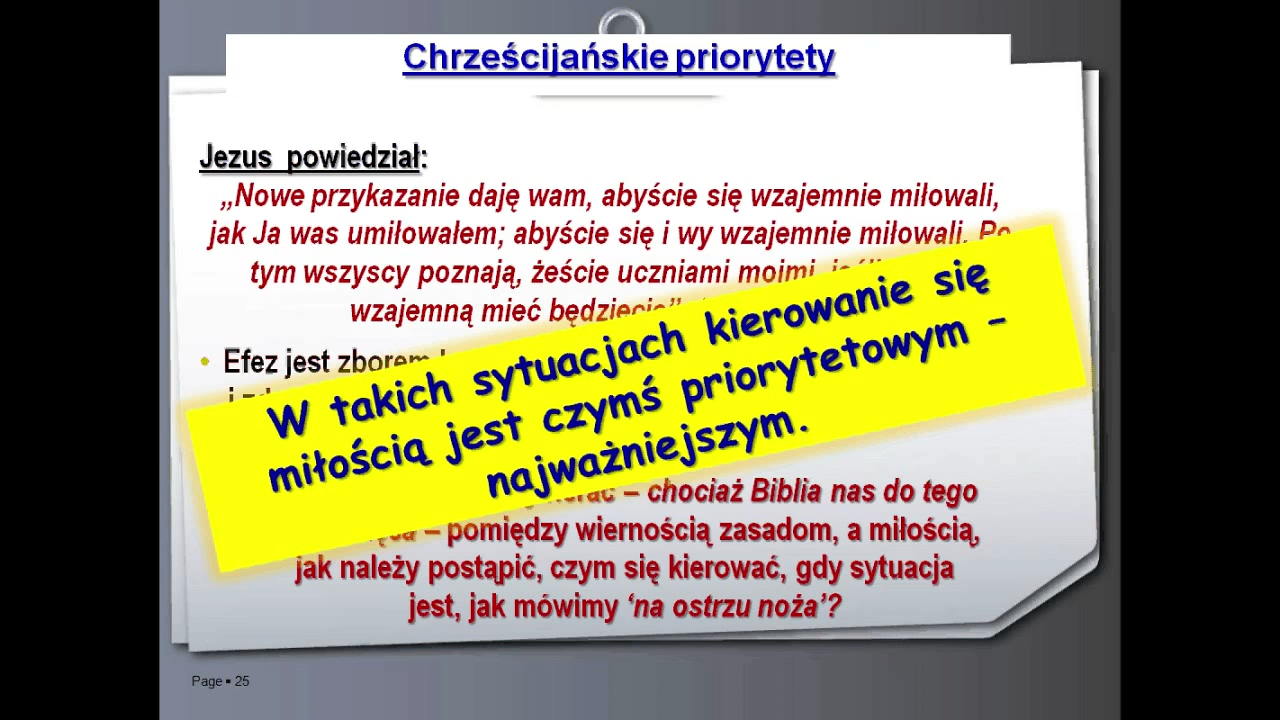 Chrześcijańskie priorytety
Jezus powiedział:
„Nowe przykazanie daję wam, abyście się wzajemnie miłowali,
jak Ja was umiłowałem; abyście się i wy wzajemnie miłowali. Po
tym wszyscy poznają, żeście uczniami moimi,
wzajemną mieć będziecie”
• Efez jest zborem
W takich sytuacjach kierowanie się
miłością jest czymś priorytetowym –
najważniejszym.
– chociaż Biblia nas do tego
– pomiędzy wiernością zasadom, a miłością,
jak należy postąpić, czym się kierować, gdy sytuacja
jest, jak mówimy ‘na ostrzu noża’?
Page ▪ 25